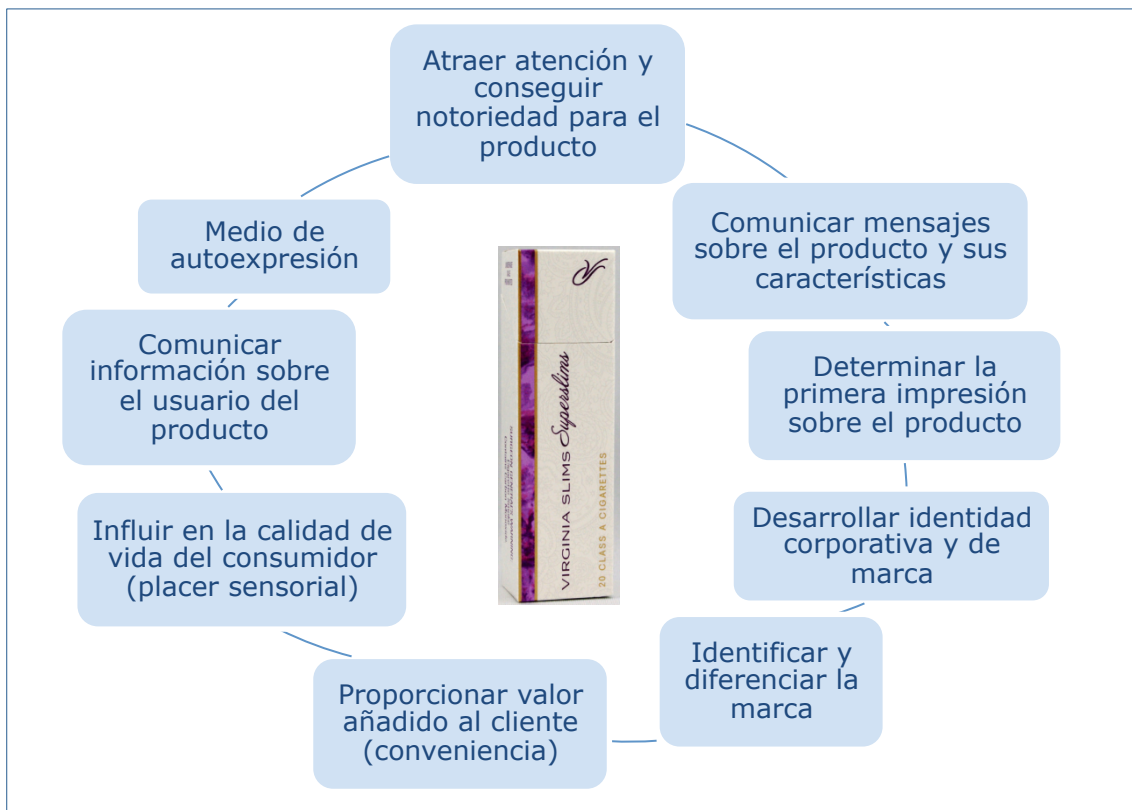 Atraer atención y
conseguir
notoriedad para el
producto
Comunicar mensajes
sobre el producto y sus
características
Determinar la
primera impresión
sobre el producto
Desarrollar identidad
corporativa y de
marca
Identificar y
diferenciar la
marca
Proporcionar valor
añadido al cliente
(conveniencia)
Influir en la calidad de
vida del consumidor
(placer sensorial)
Comunicar
información sobre
el usuario del
producto
Medio de
autoexpresión
VIRGINIA SLIMS Superslims
20 CLASS A CIGARETTES